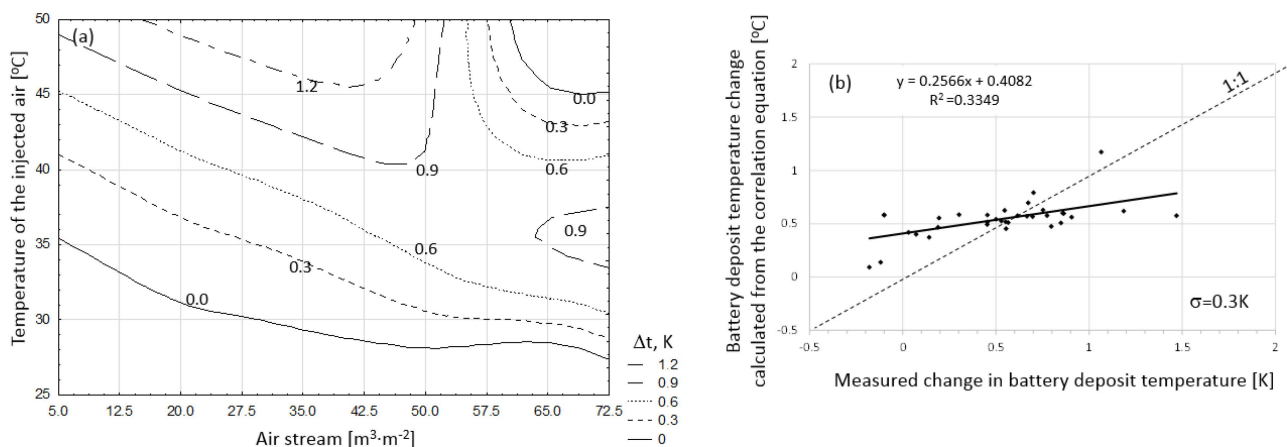 (a)
Temperature of the injected air [ºC]
50
45
40
35
30
25
1.2
0.9
0.6
0.3
0.0
0.0
0.3
0.6
0.9
5.0 12.5 20.0 27.5 35.0 42.5 50.0 57.5 65.0 72.5
Air stream [m³·m⁻²]
Δt, K
1.2
0.9
0.6
0.3
0
(b)
Battery deposit temperature change
calculated from the correlation equation [ºC]
y = 0.2566x + 0.4082
R² =0.3349
1:1
σ=0.3K
2
1.5
1
0.5
0
-0.5
-0.5 0 0.5 1 1.5 2
Measured change in battery deposit temperature [K]